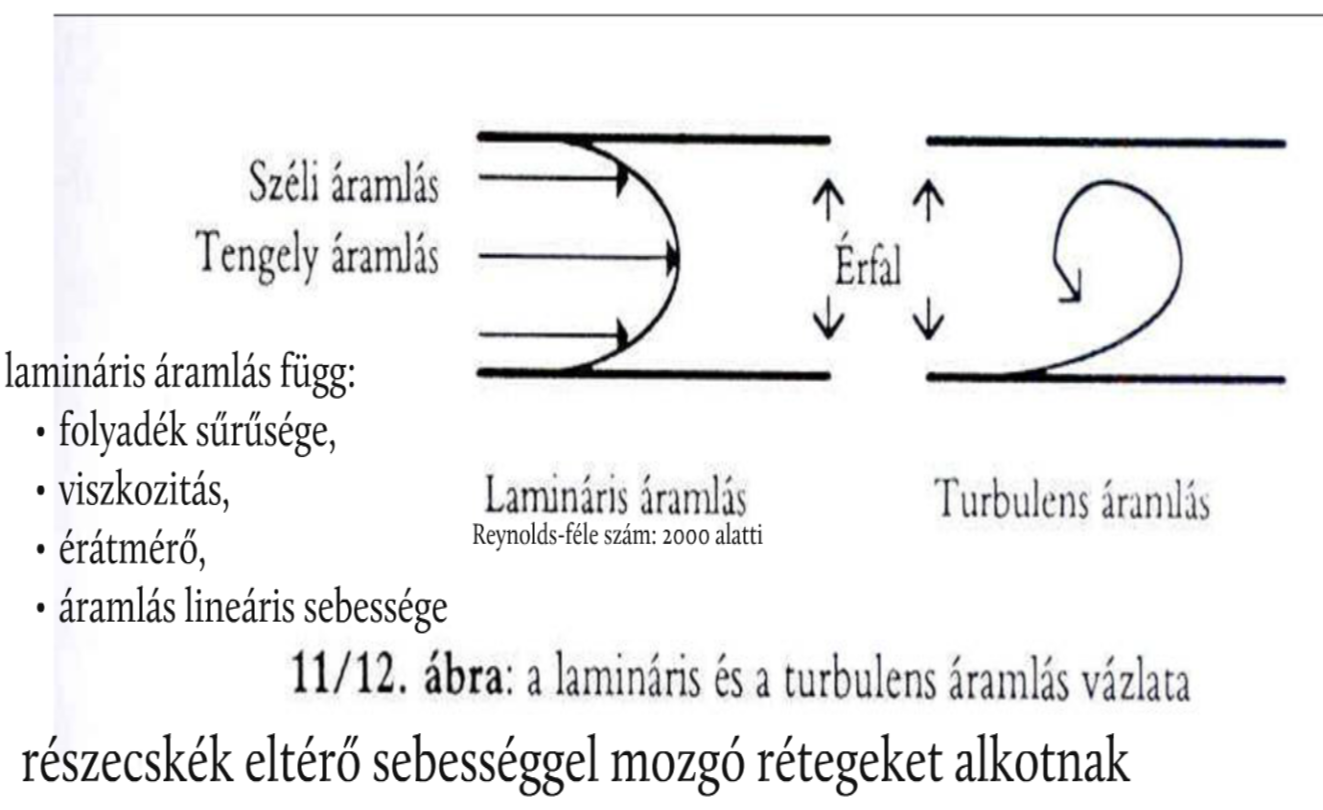 Széli áramlás
Tengely áramlás
Érfal
lamináris áramlás függ:
• folyadék sűrűsége,
• viszkozitás,
• érátmérő,
• áramlás lineáris sebessége
Lamináris áramlás
Reynolds-féle szám: 2000 alatti
Turbulens áramlás
11/12. ábra: a lamináris és a turbulens áramlás vázlata
részecskék eltérő sebességgel mozgó rétegeket alkotnak